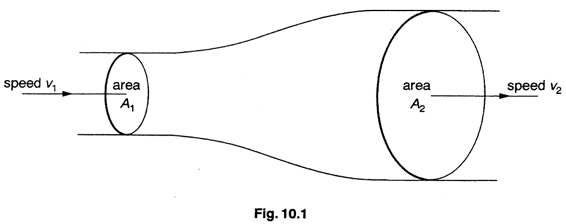 speed v₁
area
A₁
area
A₂
speed v₂
Fig. 10.1